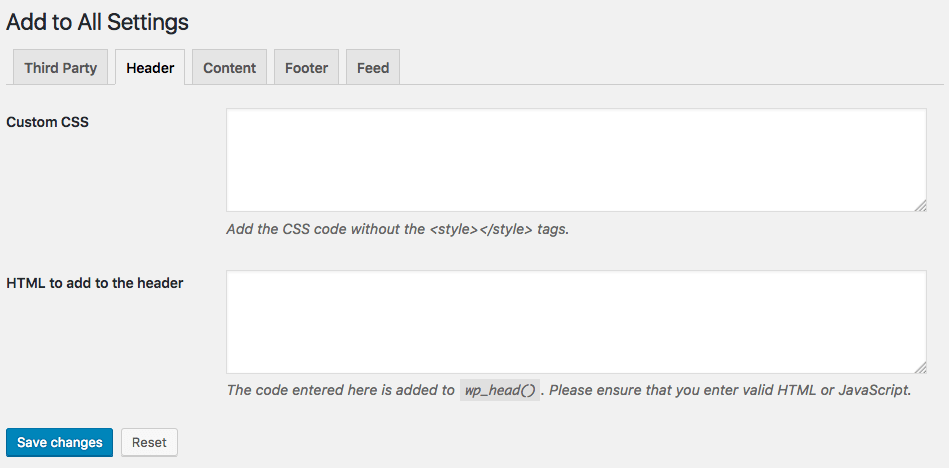 Add to All Settings
Third Party Header Content Footer Feed
Custom CSS
Add the CSS code without the <style></style> tags.
HTML to add to the header
The code entered here is added to wp_head() . Please ensure that you enter valid HTML or JavaScript.
Save changes Reset